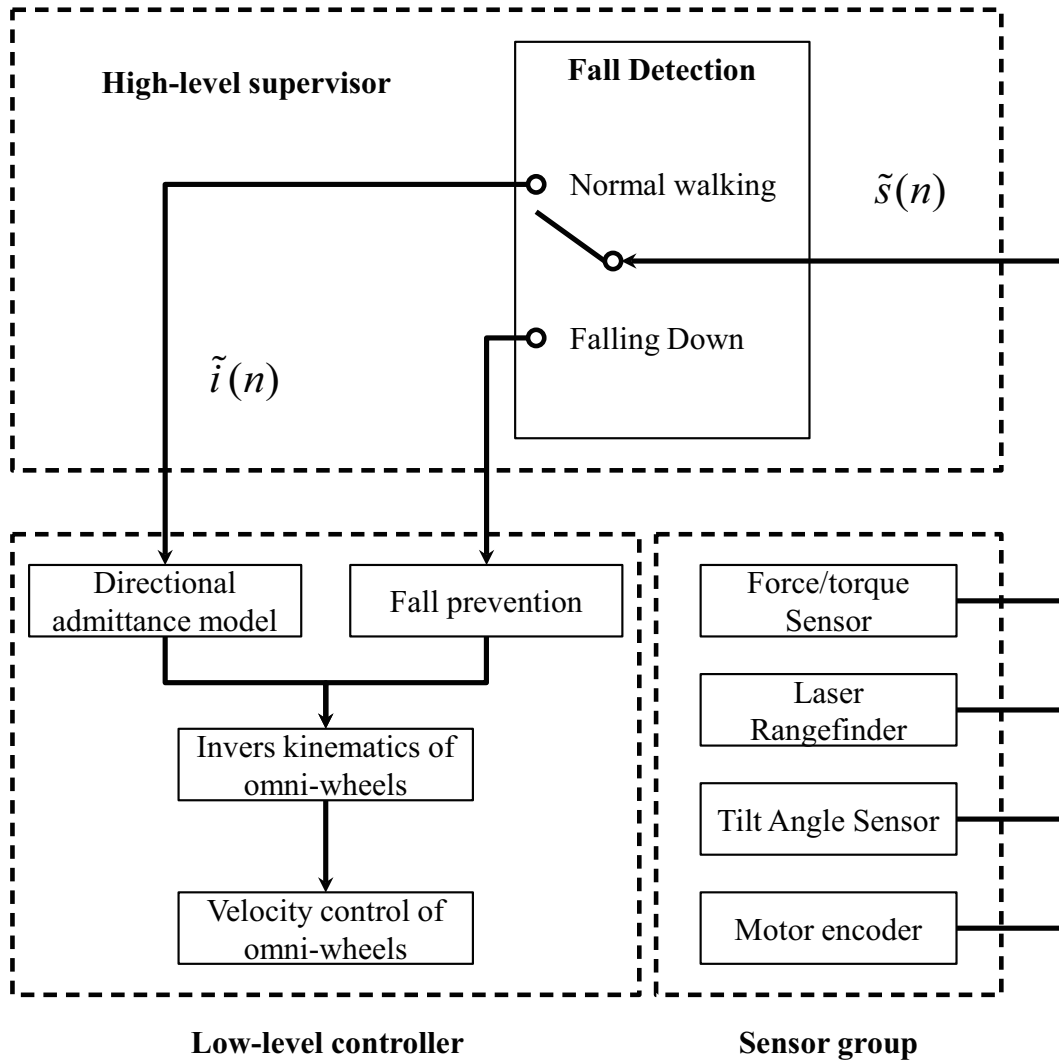 High-level supervisor
Fall Detection
Normal walking
s̃(n)
Falling Down
ĩ(n)
Directional
admittance model
Fall prevention
Invers kinematics of
omni-wheels
Velocity control of
omni-wheels
Force/torque
Sensor
Laser
Rangefinder
Tilt Angle Sensor
Motor encoder
Low-level controller
Sensor group